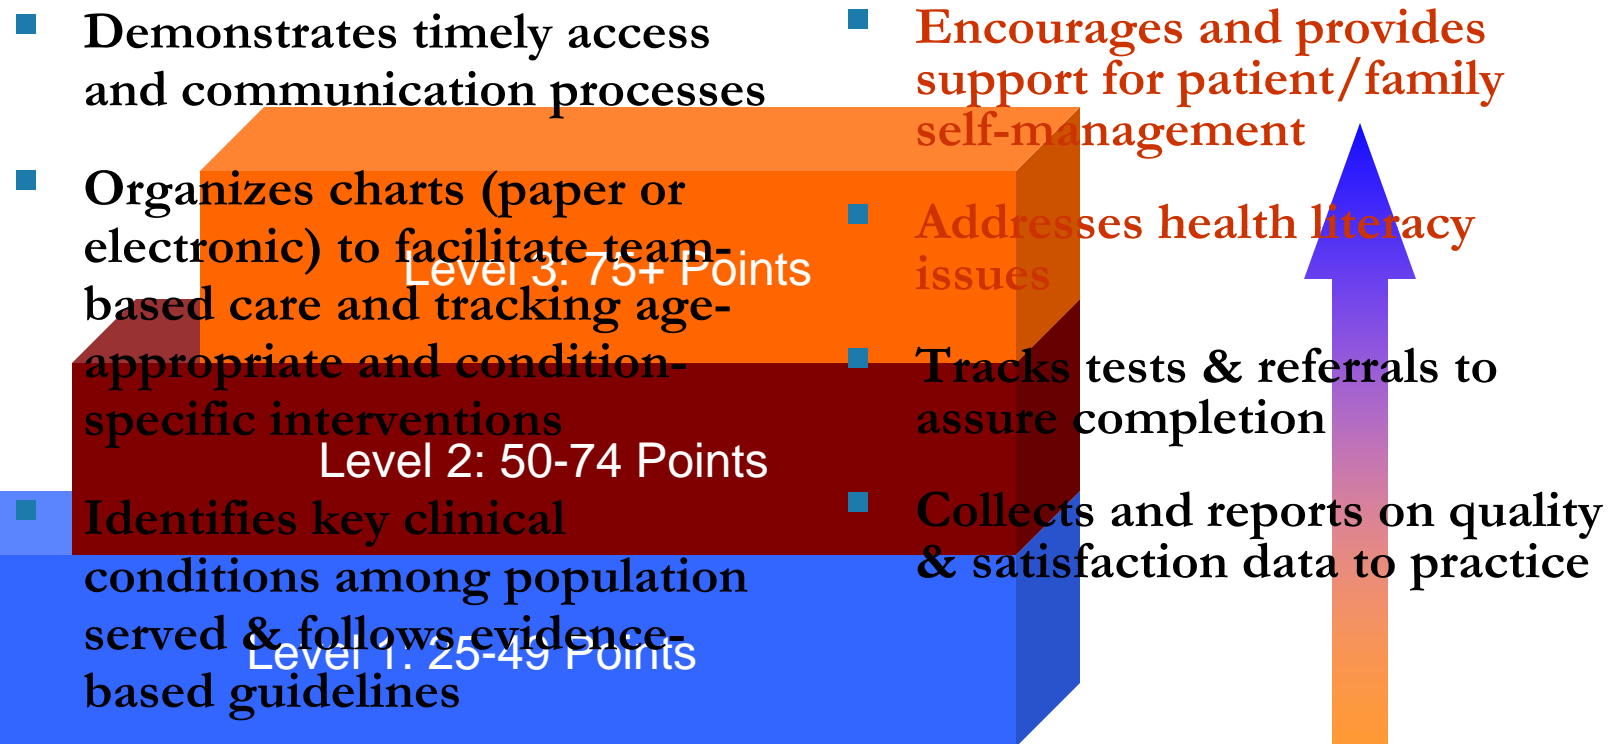 Demonstrates timely access
and communication processes
Organizes charts (paper or
electronic) to facilitate team-
based care and tracking age-
appropriate and condition-
specific interventions
Identifies key clinical
conditions among population
served & follows evidence-
based guidelines
Encourages and provides
support for patient/family
self-management
Addresses health literacy
issues
Tracks tests & referrals to
assure completion
Collects and reports on quality
& satisfaction data to practice
Level 3: 75+ Points
Level 2: 50-74 Points
Level 1: 25-49 Points